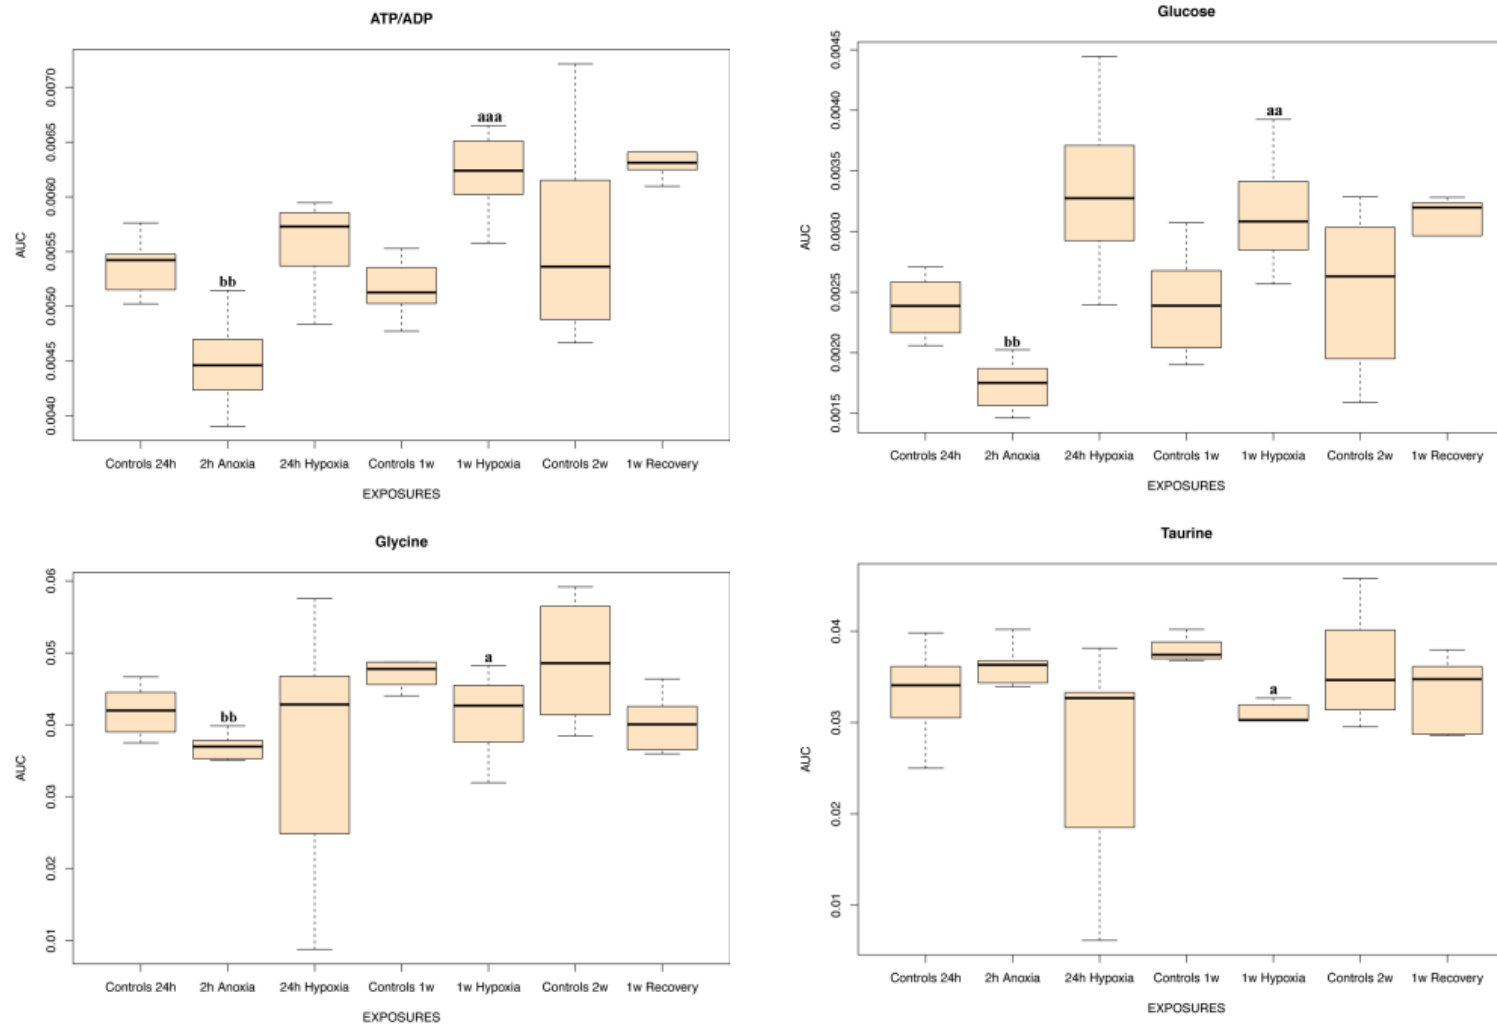 ATP/ADP
AUC
0.0070
0.0065
0.0060
0.0055
0.0050
0.0045
0.0040
bb
aaa
Controls 24h 2h Anoxia 24h Hypoxia Controls 1w 1w Hypoxia Controls 2w 1w Recovery
EXPOSURES
Glucose
AUC
0.0045
0.0040
0.0035
0.0030
0.0025
0.0020
0.0015
bb
aa
Controls 24h 2h Anoxia 24h Hypoxia Controls 1w 1w Hypoxia Controls 2w 1w Recovery
EXPOSURES
Glycine
AUC
0.06
0.05
0.04
0.03
0.02
0.01
bb
a
Controls 24h 2h Anoxia 24h Hypoxia Controls 1w 1w Hypoxia Controls 2w 1w Recovery
EXPOSURES
Taurine
AUC
0.04
0.03
0.02
0.01
a
Controls 24h 2h Anoxia 24h Hypoxia Controls 1w 1w Hypoxia Controls 2w 1w Recovery
EXPOSURES